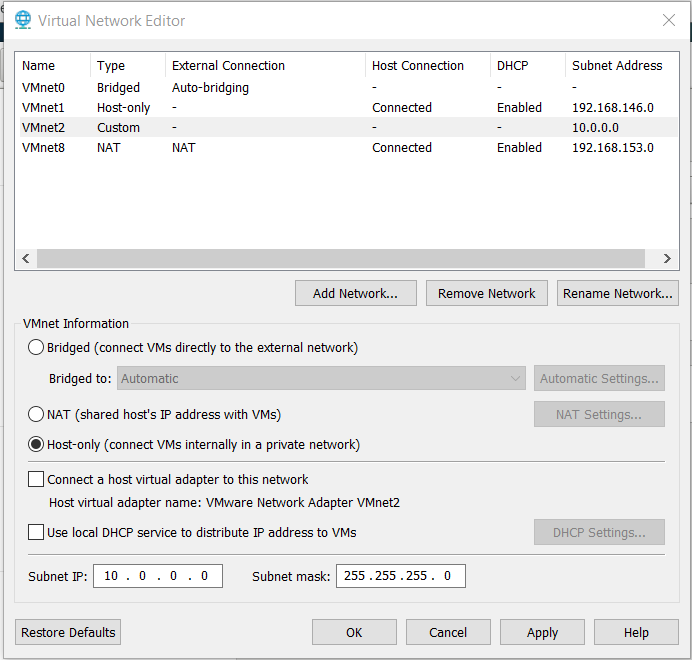 Virtual Network Editor
Name Type External Connection Host Connection DHCP Subnet Address
VMnet0 Bridged Auto-bridging - - -
VMnet1 Host-only - Connected Enabled 192.168.146.0
VMnet2 Custom - - - 10.0.0.0
VMnet8 NAT NAT Connected Enabled 192.168.153.0
Add Network... Remove Network Rename Network...
VMnet Information
Bridged (connect VMs directly to the external network)
Bridged to: Automatic Automatic Settings...
NAT (shared host's IP address with VMs) NAT Settings...
Host-only (connect VMs internally in a private network)
Connect a host virtual adapter to this network
Host virtual adapter name: VMware Network Adapter VMnet2
Use local DHCP service to distribute IP address to VMs DHCP Settings...
Subnet IP: 10 . 0 . 0 . 0 Subnet mask: 255 . 255 . 255 . 0
Restore Defaults OK Cancel Apply Help